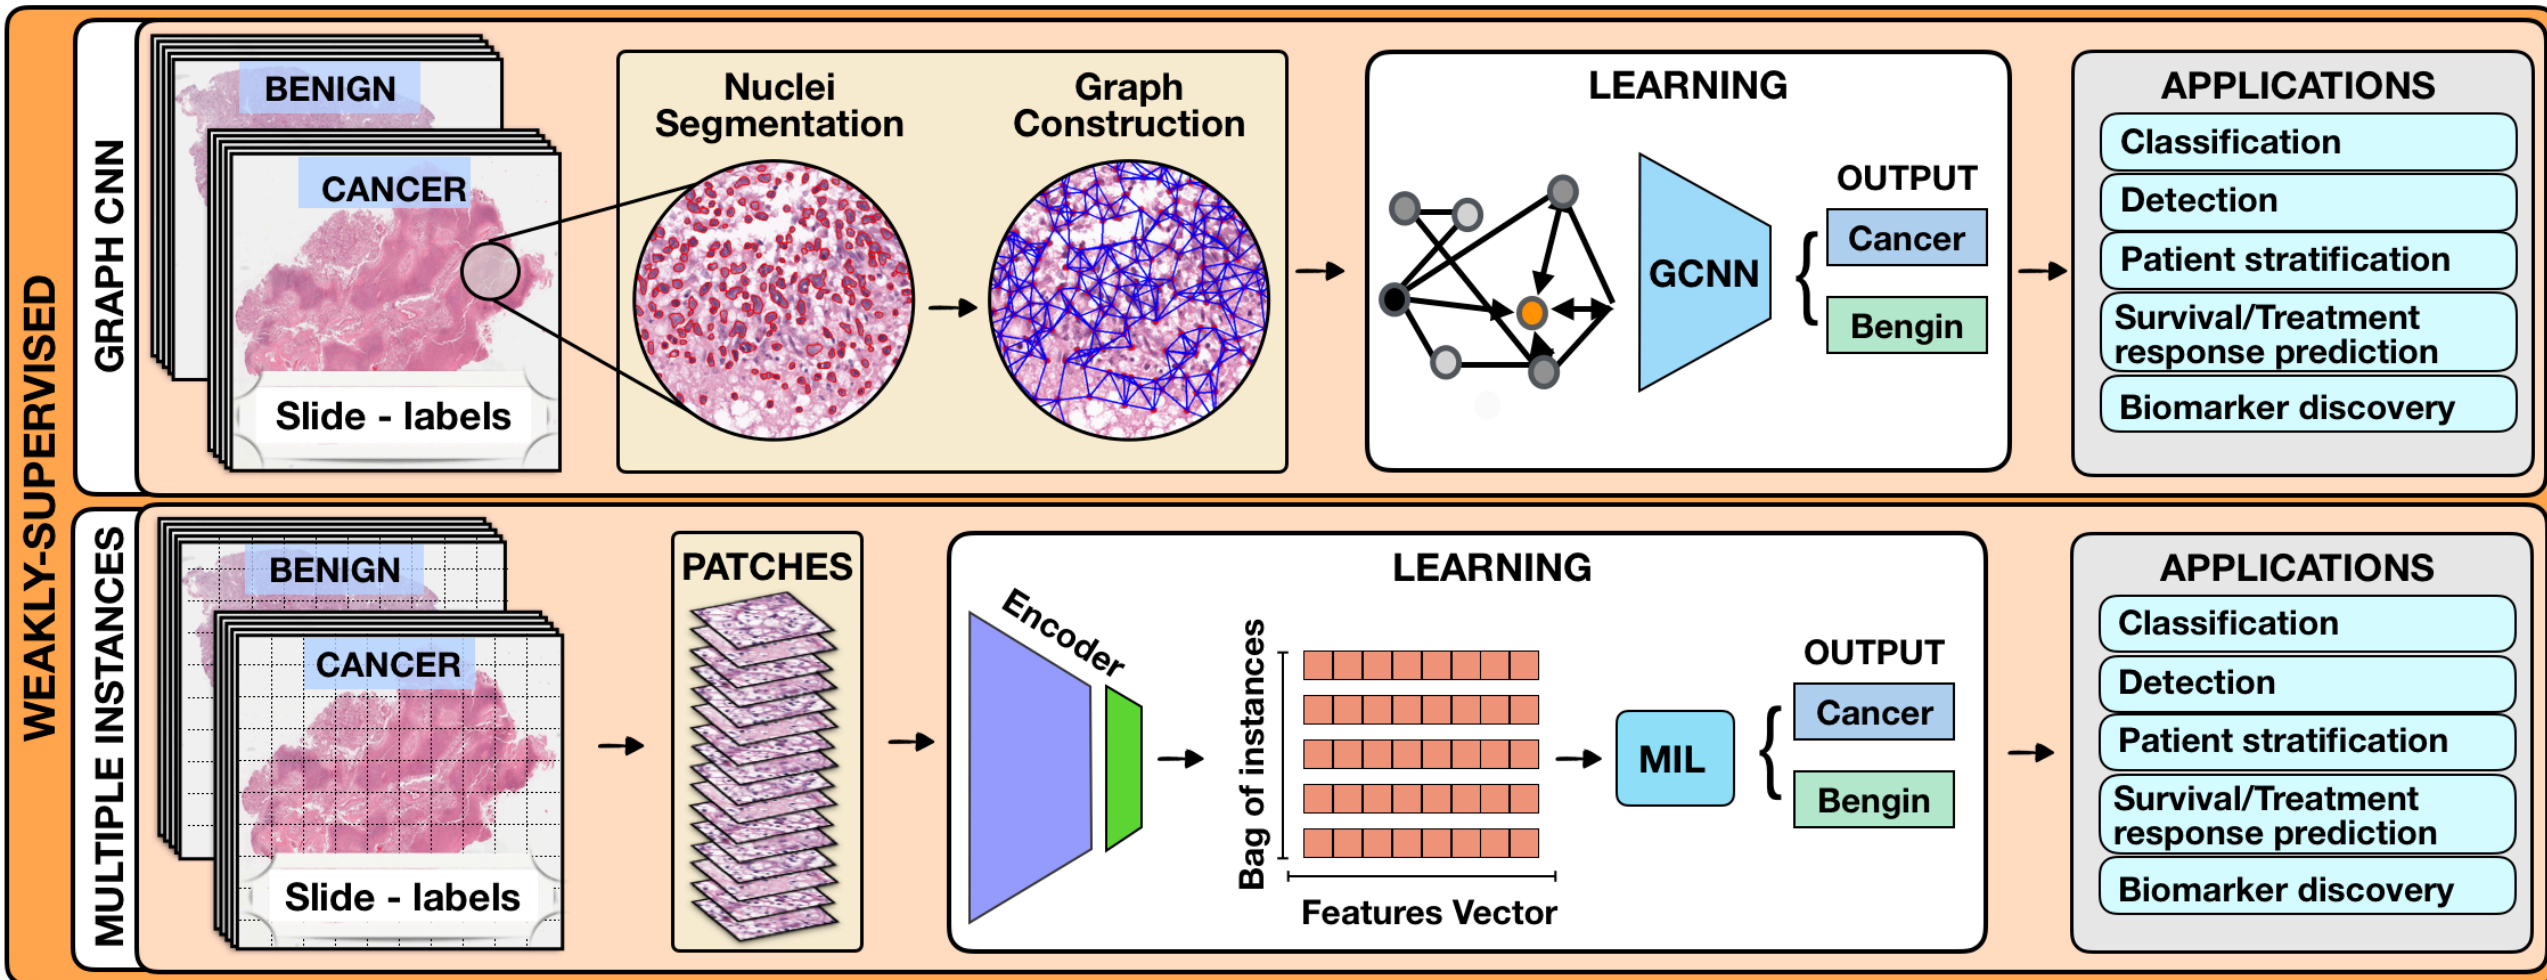 WEAKLY-SUPERVISED
GRAPH CNN
BENIGN
CANCER
Slide - labels
Nuclei
Segmentation
Graph
Construction
LEARNING
GCNN
OUTPUT
Cancer
Bengin
APPLICATIONS
Classification
Detection
Patient stratification
Survival/Treatment
response prediction
Biomarker discovery
MULTIPLE INSTANCES
BENIGN
CANCER
Slide - labels
PATCHES
LEARNING
Encoder
Bag of instances
Features Vector
MIL
OUTPUT
Cancer
Bengin
APPLICATIONS
Classification
Detection
Patient stratification
Survival/Treatment
response prediction
Biomarker discovery